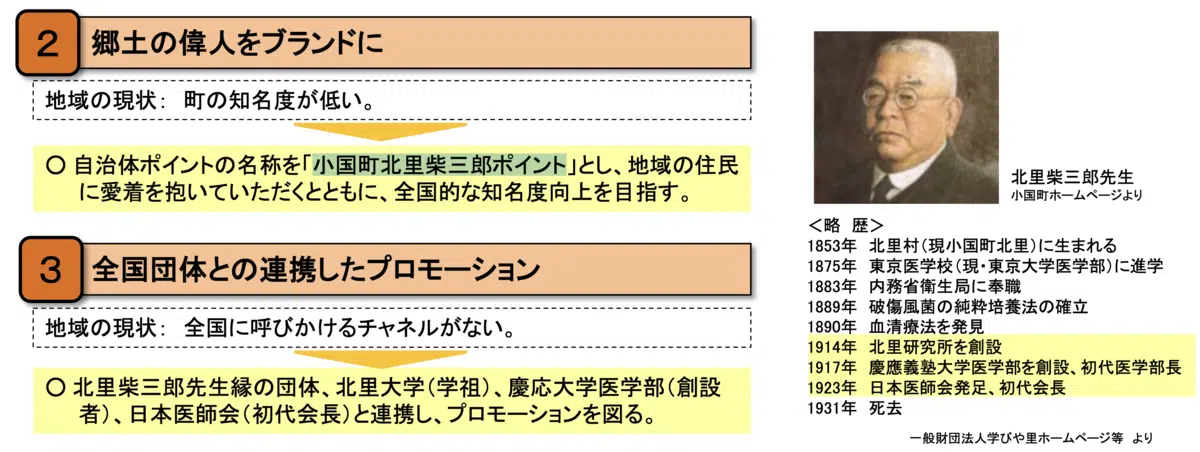 2
郷土の偉人をブランドに
地域の現状： 町の知名度が低い。
○ 自治体ポイントの名称を「小国町北里柴三郎ポイント」とし、地域の住民
に愛着を抱いていただくとともに、全国的な知名度向上を目指す。
3
全国団体との連携したプロモーション
地域の現状： 全国に呼びかけるチャネルがない。
○ 北里柴三郎先生縁の団体、北里大学（学祖）、慶応大学医学部（創設
者）、日本医師会（初代会長）と連携し、プロモーションを図る。
北里柴三郎先生
小国町ホームページより
＜略 歴＞
1853年 北里村（現小国町北里）に生まれる
1875年 東京医学校（現・東京大学医学部）に進学
1883年 内務省衛生局に奉職
1889年 破傷風菌の純粋培養法の確立
1890年 血清療法を発見
1914年 北里研究所を創設
1917年 慶應義塾大学医学部を創設、初代医学部長
1923年 日本医師会発足、初代会長
1931年 死去
一般財団法人学びや里ホームページ等 より